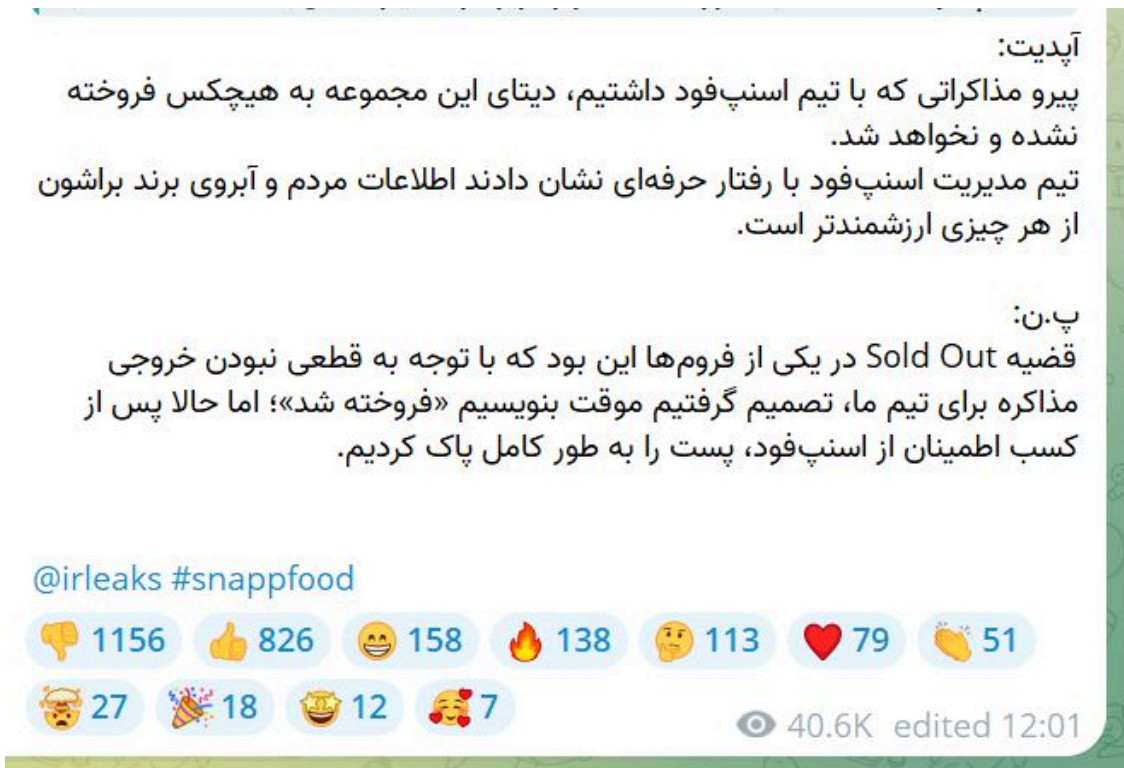 آپدیت:
پیرو مذاکراتی که با تیم اسنپ‌فود داشتیم، دیتای این مجموعه به هیچکس فروخته
نشده و نخواهد شد.
تیم مدیریت اسنپ‌فود با رفتار حرفه‌ای نشان دادند اطلاعات مردم و آبروی برند براشون
از هر چیزی ارزشمندتر است.
پ.ن:
قضیه Sold Out در یکی از فروم‌ها این بود که با توجه به قطعی نبودن خروجی
مذاکره برای تیم ما، تصمیم گرفتیم موقت بنویسیم «فروخته شد»؛ اما حالا پس از
کسب اطمینان از اسنپ‌فود، پست را به طور کامل پاک کردیم.
@irleaks #snappfood
1156 826 158 138 113 79 51
27 18 12 7
40.6K edited 12:01